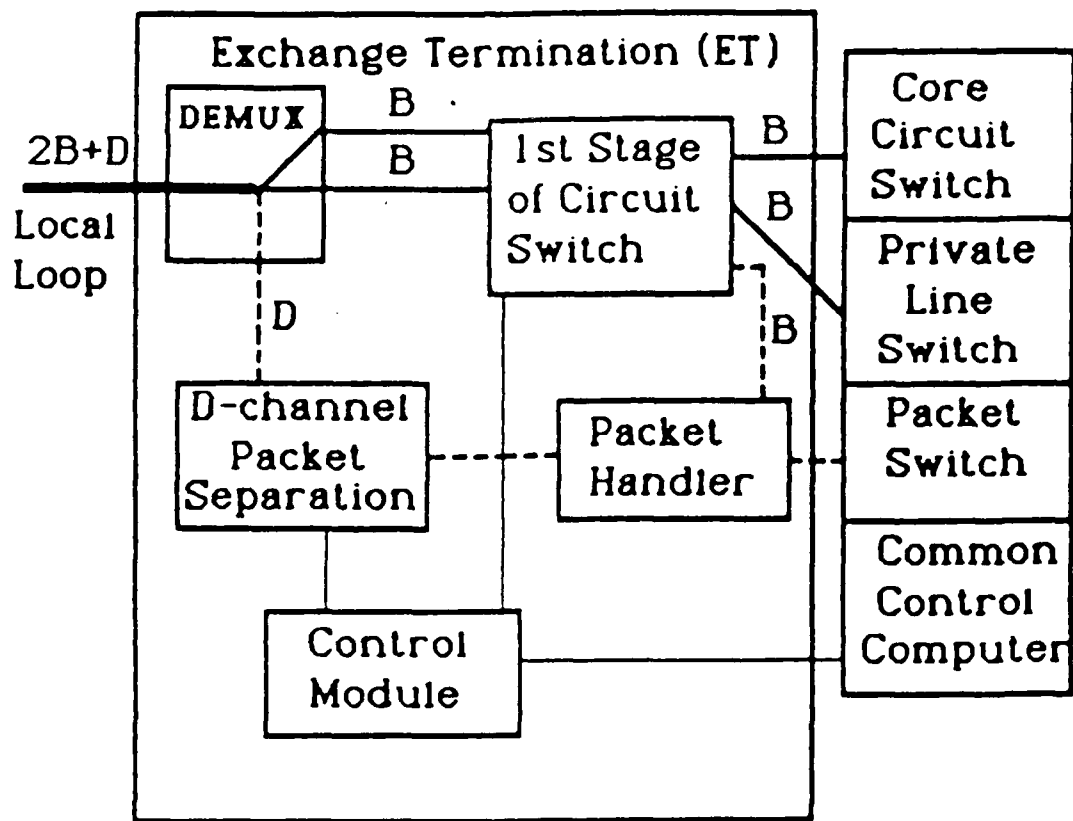 Exchange Termination (ET)
DEMUX
B
B
2B+D
Local
Loop
1st Stage
of Circuit
Switch
B
B
B
D
D-channel
Packet
Separation
Packet
Handler
Control
Module
Core
Circuit
Switch
Private
Line
Switch
Packet
Switch
Common
Control
Computer